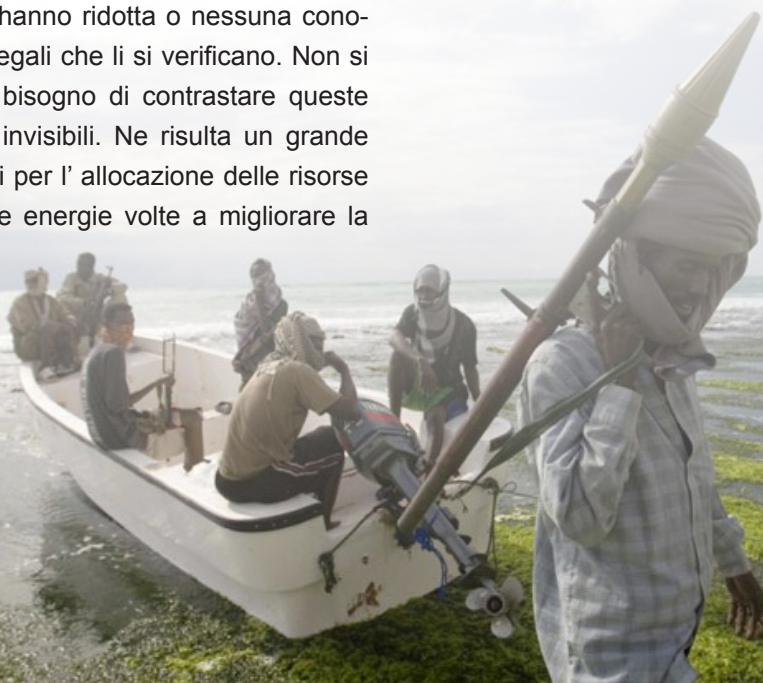 hanno ridotta o nessuna cono-
egali che li si verificano. Non si
bisogno di contrastare queste
invisibili. Ne risulta un grande
i per l’ allocazione delle risorse
e energie volte a migliorare la